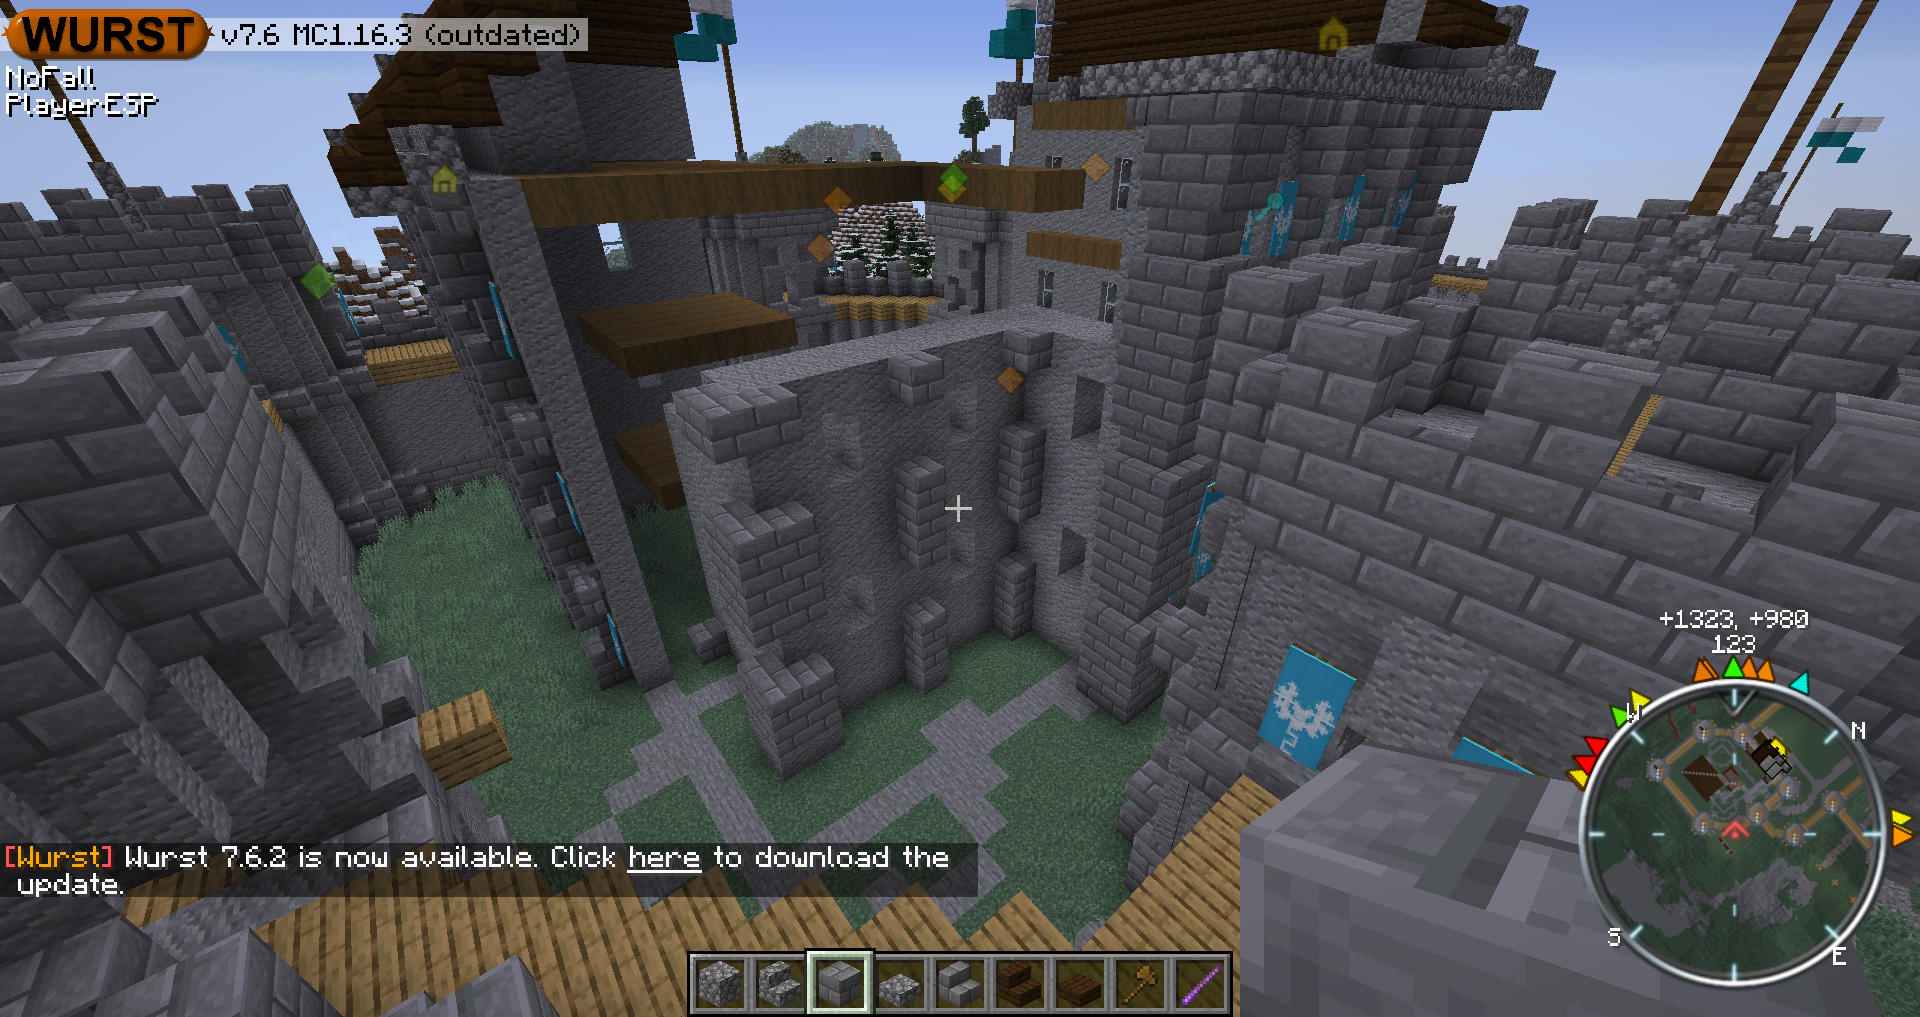 WURST v7.6 MC1.16.3 (outdated)
NoFall
PlayerESP
+1323, +980
123
W
N
S
E
[Wurst] Wurst 7.6.2 is now available. Click here to download the
update.